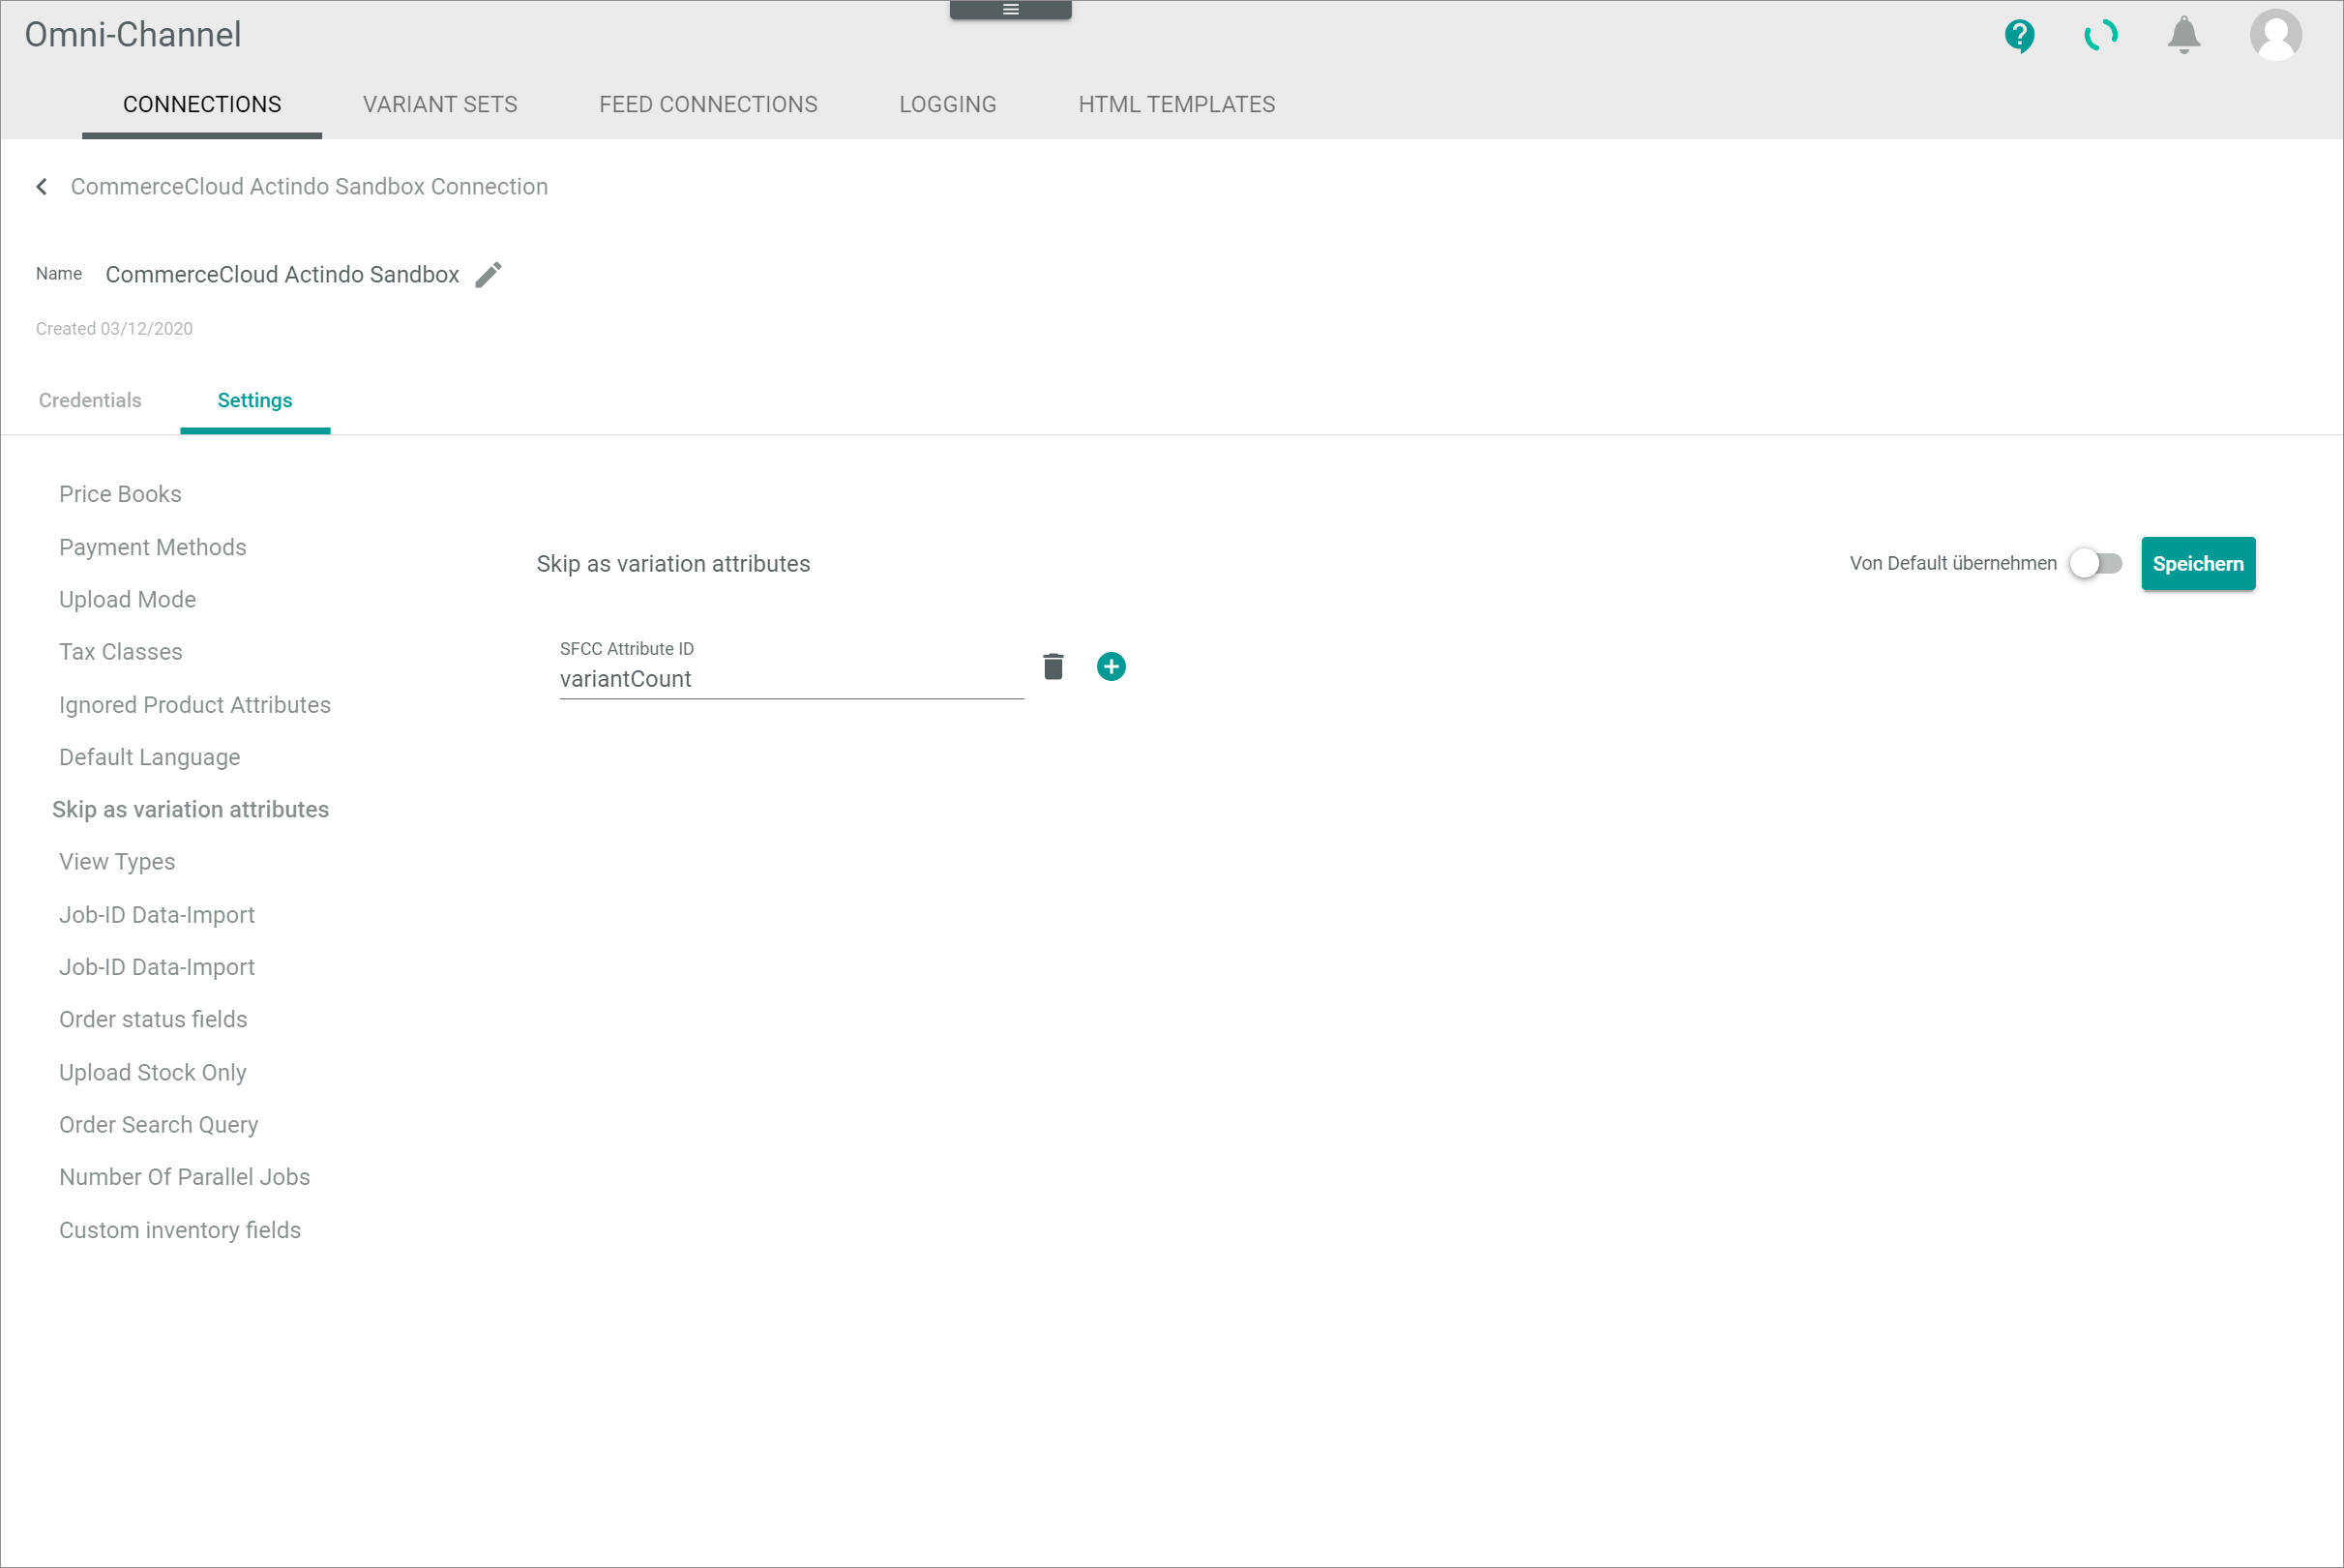 Omni-Channel
CONNECTIONS VARIANT SETS FEED CONNECTIONS LOGGING HTML TEMPLATES
CommerceCloud Actindo Sandbox Connection
Name CommerceCloud Actindo Sandbox
Created 03/12/2020
Credentials Settings
Price Books
Payment Methods
Upload Mode
Tax Classes
Ignored Product Attributes
Default Language
Skip as variation attributes
View Types
Job-ID Data-Import
Job-ID Data-Import
Order status fields
Upload Stock Only
Order Search Query
Number Of Parallel Jobs
Custom inventory fields
Skip as variation attributes
Von Default übernehmen Speichern
SFCC Attribute ID
variantCount